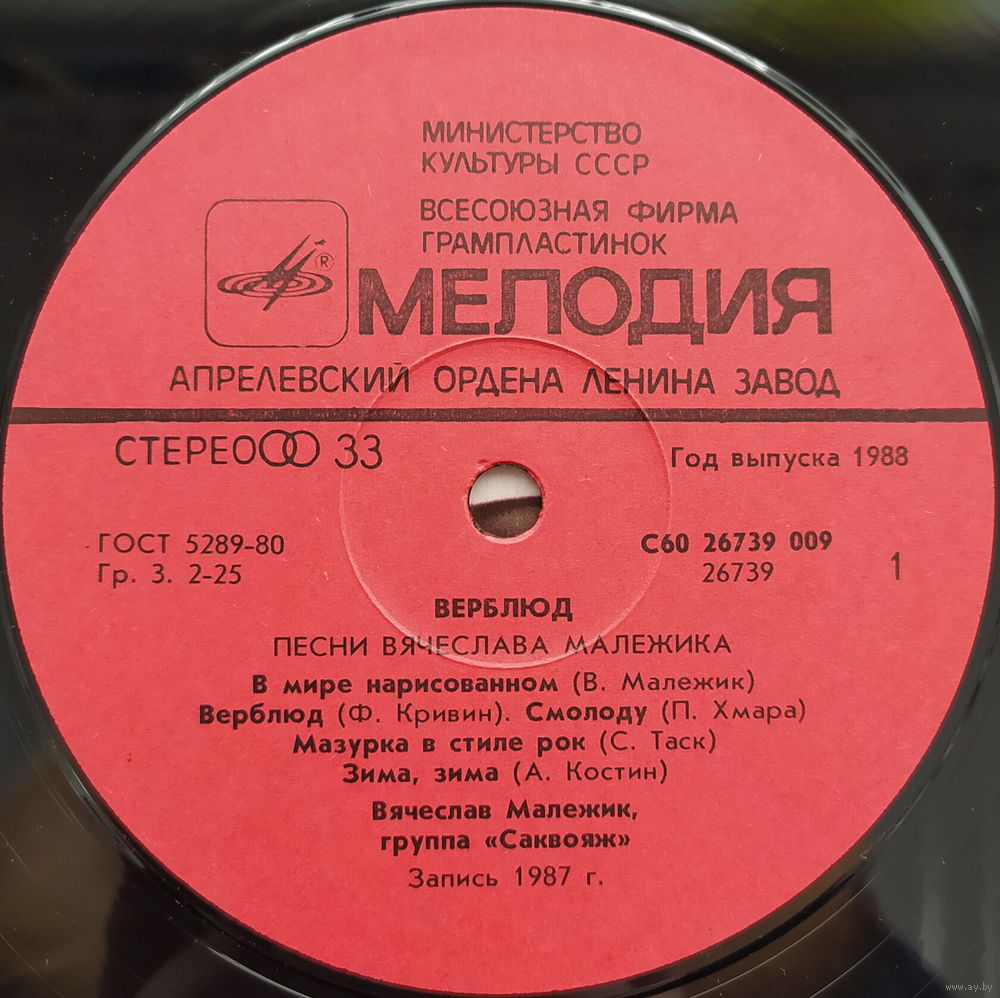 МИНИСТЕРСТВО
КУЛЬТУРЫ СССР
ВСЕСОЮЗНАЯ ФИРМА
ГРАМПЛАСТИНОК
®
МЕЛОДИЯ
АПРЕЛЕВСКИЙ ОРДЕНА ЛЕНИНА ЗАВОД
СТЕРЕО 33
Год выпуска 1988
ГОСТ 5289-80
Гр. 3. 2-25
С60 26739 009
26739
1
ВЕРБЛЮД
ПЕСНИ ВЯЧЕСЛАВА МАЛЕЖИКА
В мире нарисованном (В. Малежик)
Верблюд (Ф. Кривин). Смолоду (П. Хмара)
Мазурка в стиле рок (С. Таск)
Зима, зима (А. Костин)
Вячеслав Малежик,
группа «Саквояж»
Запись 1987 г.
www.ay.by